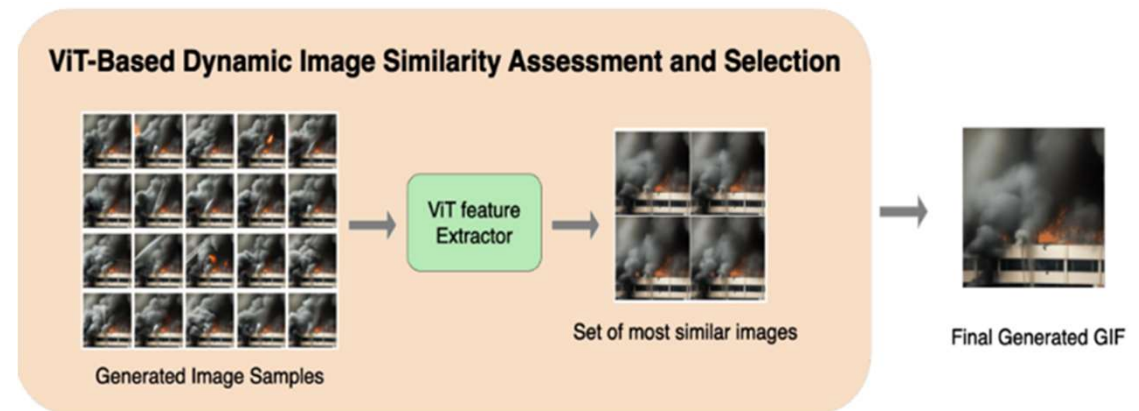 ViT-Based Dynamic Image Similarity Assessment and Selection
ViT feature
Extractor
Set of most similar images
Final Generated GIF
Generated Image Samples